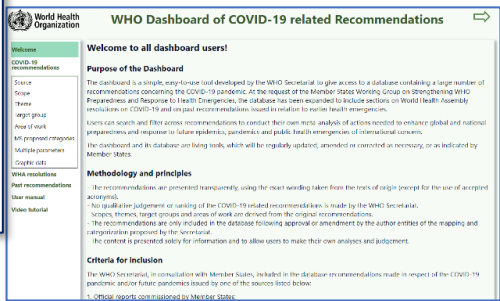 World Health
Organization
WHO Dashboard of COVID-19 related Recommendations
Welcome
COVID-19
recommendations
Source
Scope
Theme
Target group
Area of work
MS proposed categories
Multiple parameters
Graphic data
WHA resolutions
Past recommendations
User manual
Video tutorial
Welcome to all dashboard users!
Purpose of the Dashboard
The dashboard is a simple, easy-to-use tool developed by the WHO Secretariat to give access to a database containing a large number of
recommendations concerning the COVID-19 pandemic. At the request of the Member States Working Group on Strengthening WHO
Preparedness and Response to Health Emergencies, the database has been expanded to include sections on World Health Assembly
resolutions on COVID-19 and on past recommendations issued in relation to earlier health emergencies.
Users can search and filter across recommendations to conduct their own meta-analysis of actions needed to enhance global and national
preparedness and response to future epidemics, pandemics and public health emergencies of international concern.
The dashboard and its database are living tools, which will be regularly updated, amended or corrected as necessary, or as indicated by
Member States.
Methodology and principles
The recommendations are presented transparently, using the exact wording taken from the texts of origin (except for the use of accepted
acronyms).
- No qualitative judgement or ranking of the COVID-19 related recommendations is made by the WHO Secretariat.
Scopes, themes, target groups and areas of work are derived from the original recommendations.
- The recommendations are only included in the database following approval or amendment by the author entities of the mapping and
categorization proposed by the Secretariat.
The content is presented solely for information and to allow users to make their own analyses and judgement.
Criteria for inclusion
The WHO Secretariat, in consultation with Member States, included in the database recommendations made in respect of the COVID-19
pandemic and/or future pandemics issued by one of the sources listed below:
1. Official reports commissioned by Member States: